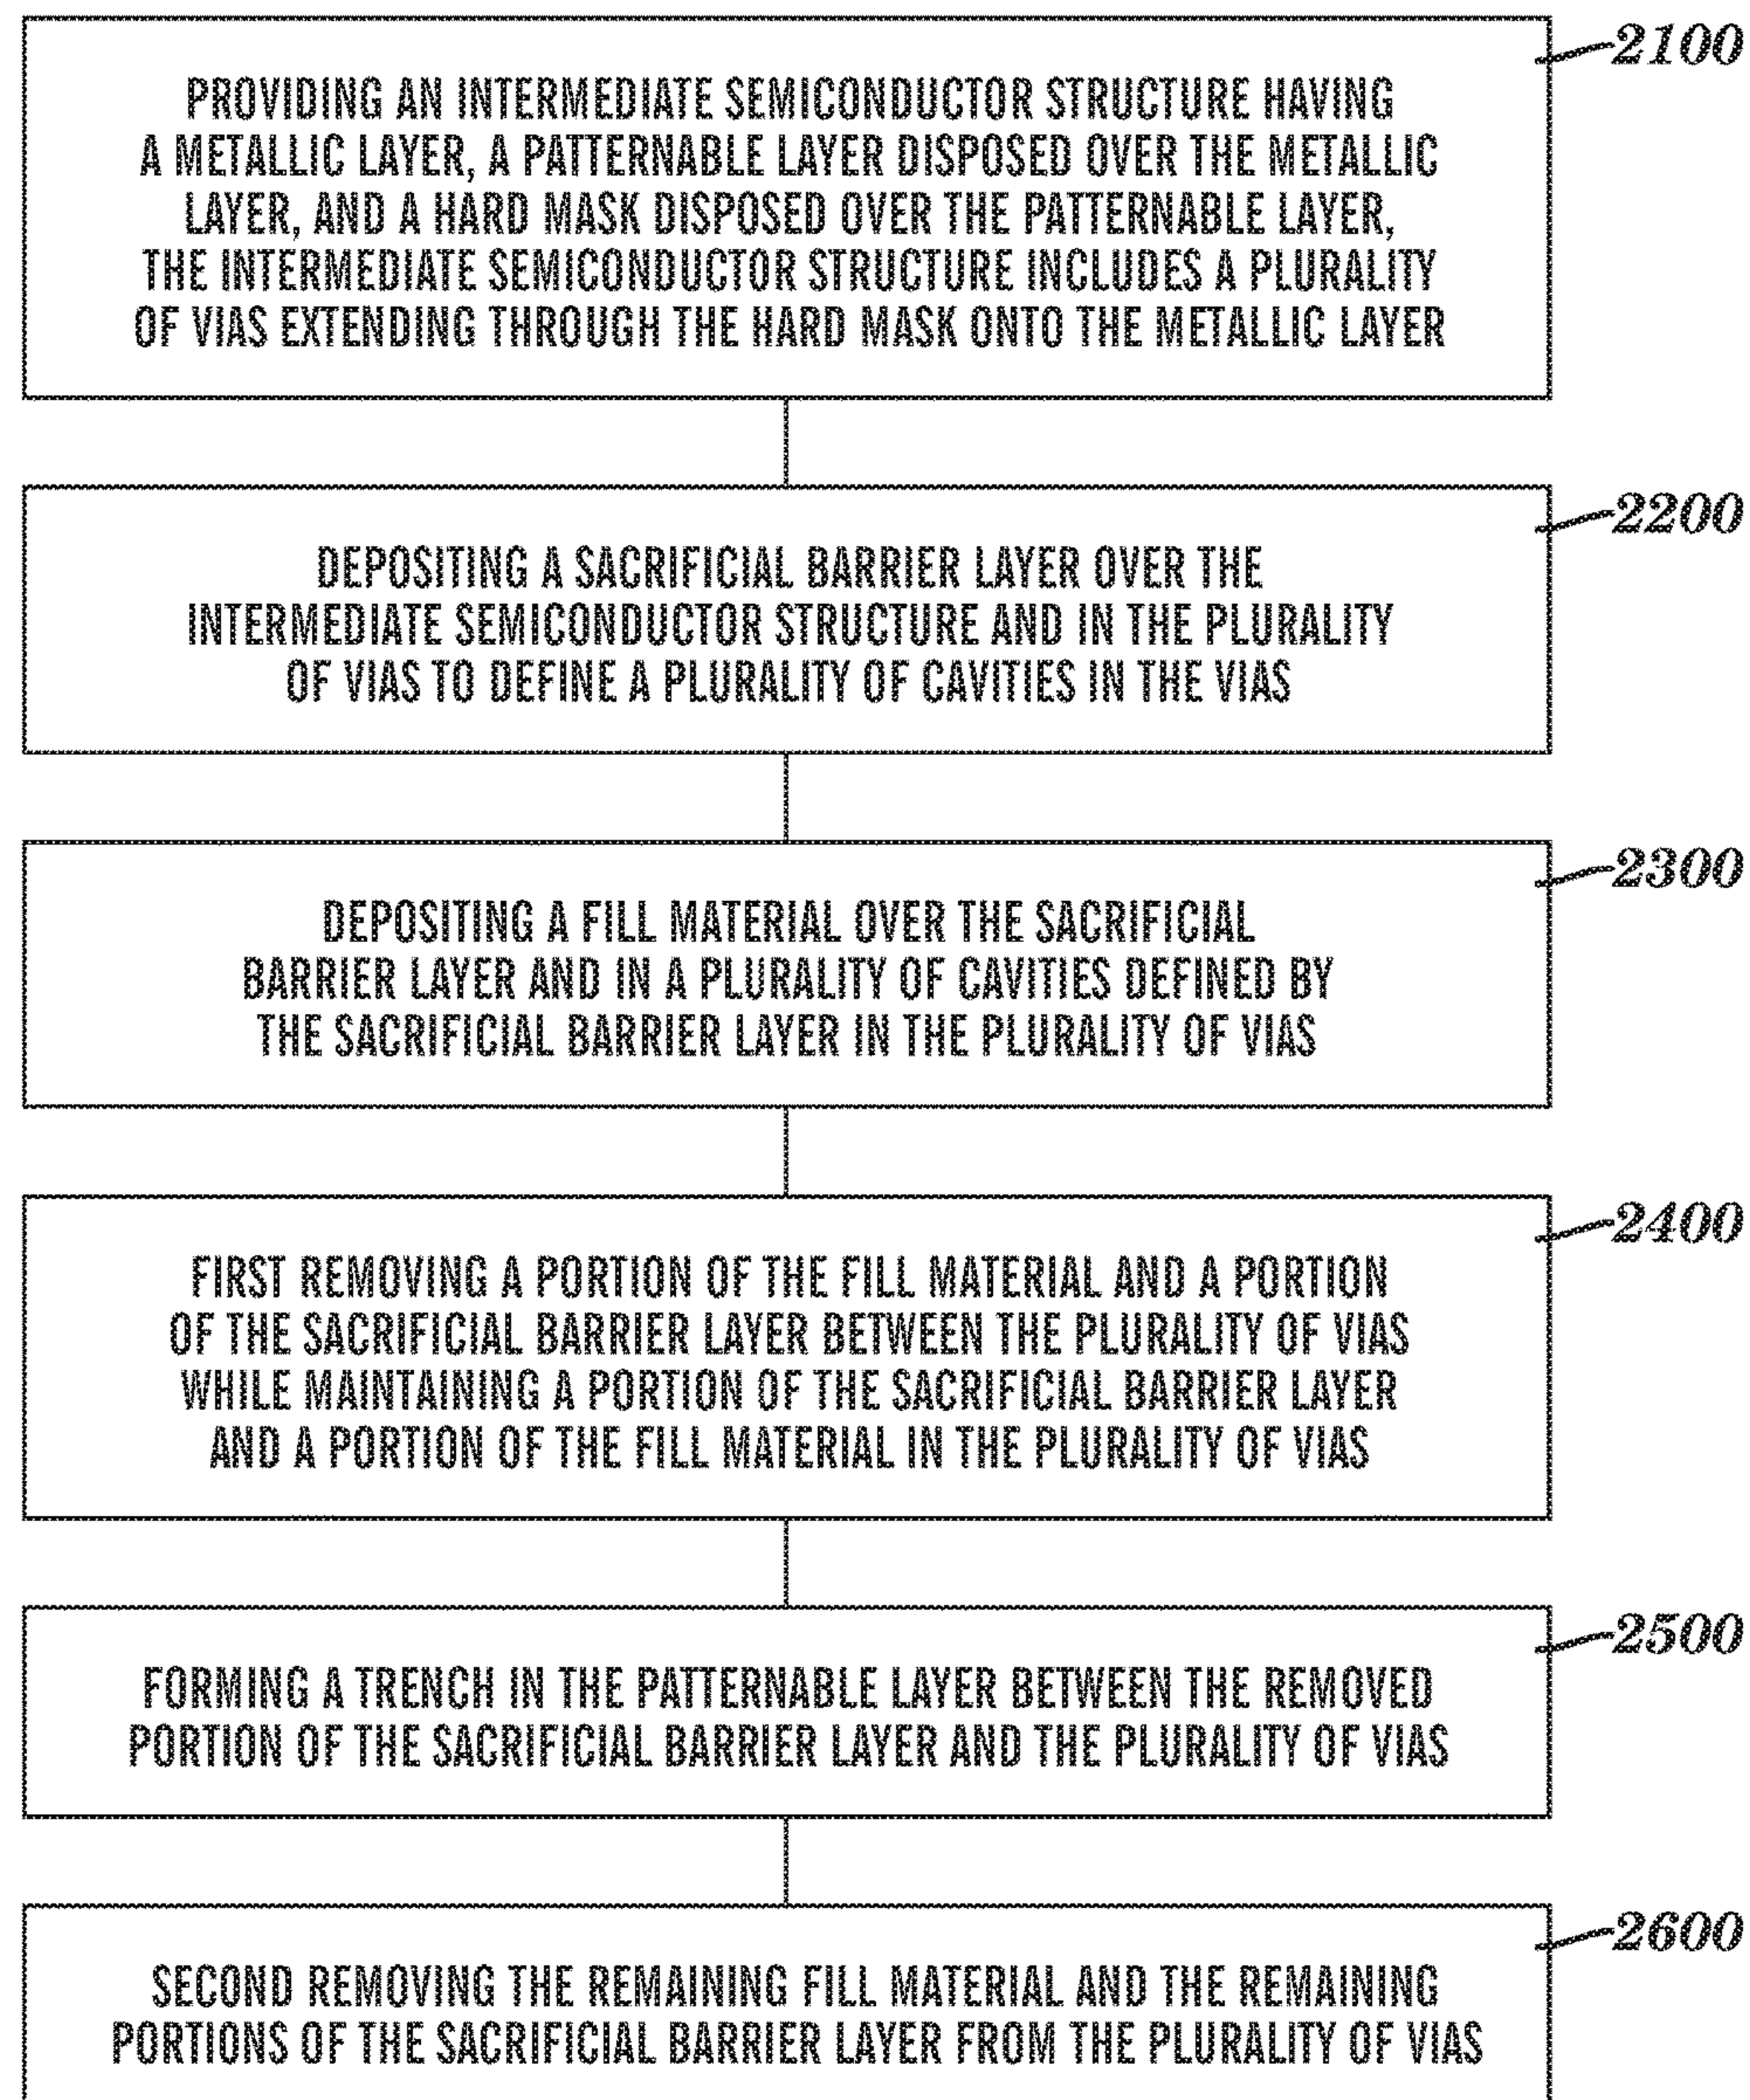 2100
PROVIDING AN INTERMEDIATE SEMICONDUCTOR STRUCTURE HAVING
A METALLIC LAYER, A PATTERNABLE LAYER DISPOSED OVER THE METALLIC
LAYER, AND A HARD MASK DISPOSED OVER THE PATTERNABLE LAYER,
THE INTERMEDIATE SEMICONDUCTOR STRUCTURE INCLUDES A PLURALITY
OF VIAS EXTENDING THROUGH THE HARD MASK ONTO THE METALLIC LAYER
2200
DEPOSITING A SACRIFICIAL BARRIER LAYER OVER THE
INTERMEDIATE SEMICONDUCTOR STRUCTURE AND IN THE PLURALITY
OF VIAS TO DEFINE A PLURALITY OF CAVITIES IN THE VIAS
2300
DEPOSITING A FILL MATERIAL OVER THE SACRIFICIAL
BARRIER LAYER AND IN A PLURALITY OF CAVITIES DEFINED BY
THE SACRIFICIAL BARRIER LAYER IN THE PLURALITY OF VIAS
2400
FIRST REMOVING A PORTION OF THE FILL MATERIAL AND A PORTION
OF THE SACRIFICIAL BARRIER LAYER BETWEEN THE PLURALITY OF VIAS
WHILE MAINTAINING A PORTION OF THE SACRIFICIAL BARRIER LAYER
AND A PORTION OF THE FILL MATERIAL IN THE PLURALITY OF VIAS
2500
FORMING A TRENCH IN THE PATTERNABLE LAYER BETWEEN THE REMOVED
PORTION OF THE SACRIFICIAL BARRIER LAYER AND THE PLURALITY OF VIAS
2600
SECOND REMOVING THE REMAINING FILL MATERIAL AND THE REMAINING
PORTIONS OF THE SACRIFICIAL BARRIER LAYER FROM THE PLURALITY OF VIAS